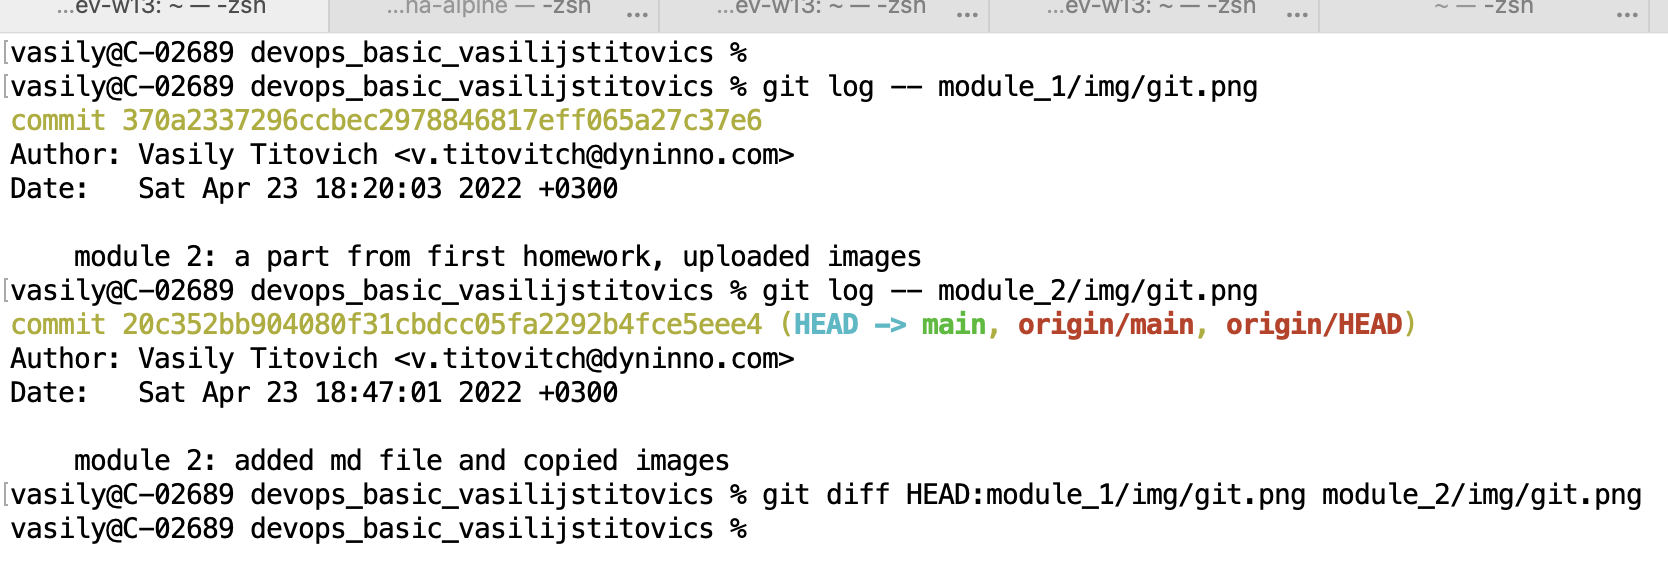 ...ev-w13: ~ — -zsh ...na-alpine — -zsh ... ...ev-w13: ~ — -zsh ... ...ev-w13: ~ — -zsh ... ~ — -zsh ...
[vasily@C-02689 devops_basic_vasilijstitovics %
[vasily@C-02689 devops_basic_vasilijstitovics % git log -- module_1/img/git.png
commit 370a2337296ccbec2978846817eff065a27c37e6
Author: Vasily Titovich <v.titovitch@dyninno.com>
Date:   Sat Apr 23 18:20:03 2022 +0300
    module 2: a part from first homework, uploaded images
[vasily@C-02689 devops_basic_vasilijstitovics % git log -- module_2/img/git.png
commit 20c352bb904080f31cbdcc05fa2292b4fce5eee4 (HEAD -> main, origin/main, origin/HEAD)
Author: Vasily Titovich <v.titovitch@dyninno.com>
Date:   Sat Apr 23 18:47:01 2022 +0300
    module 2: added md file and copied images
[vasily@C-02689 devops_basic_vasilijstitovics % git diff HEAD:module_1/img/git.png module_2/img/git.png
vasily@C-02689 devops_basic_vasilijstitovics %